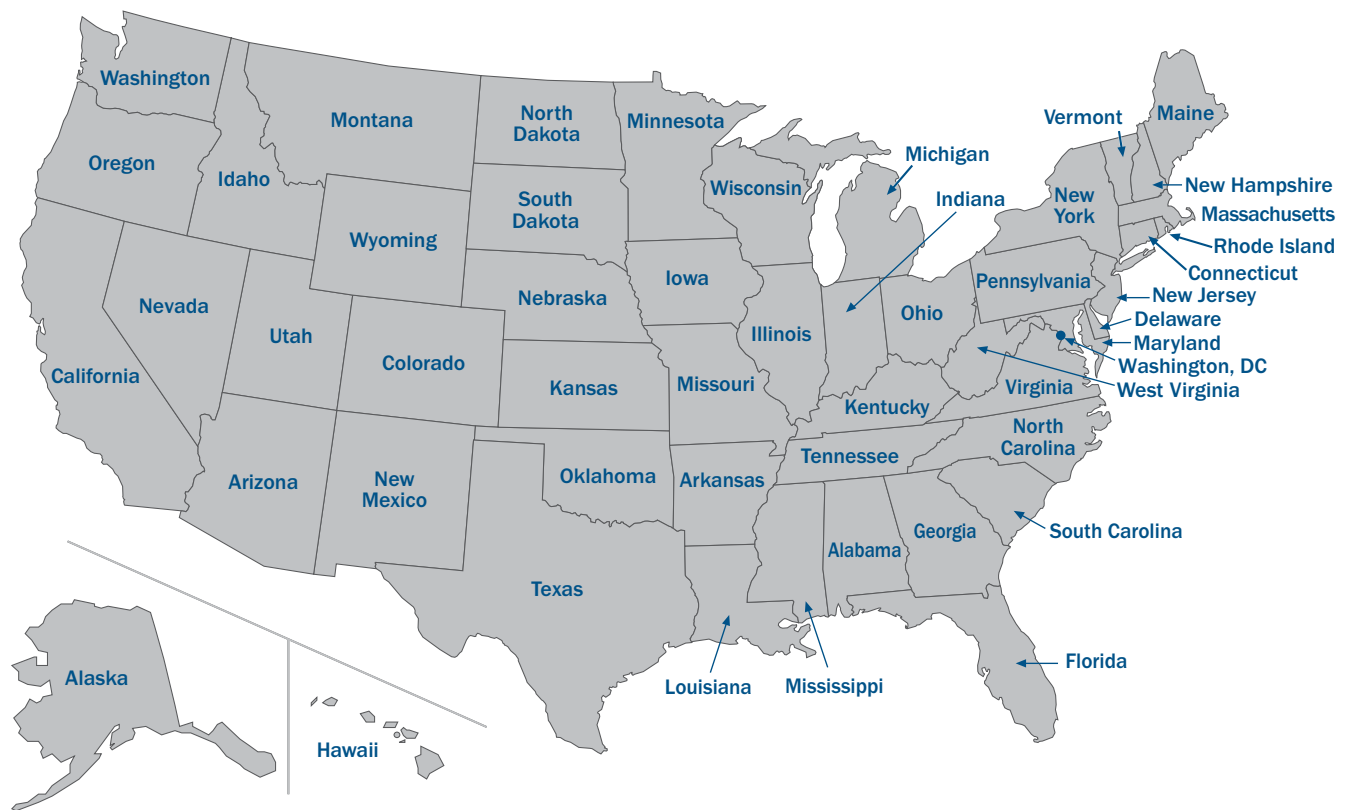 Washington
Montana
North
Dakota
Minnesota
Vermont
Maine
Oregon
Idaho
Michigan
Wisconsin
New Hampshire
South
Dakota
Indiana
New
York
Massachusetts
Wyoming
Rhode Island
Iowa
Connecticut
Pennsylvania
Nevada
Nebraska
New Jersey
Utah
Illinois
Ohio
Delaware
Maryland
Colorado
Washington, DC
California
Kansas
Missouri
Virginia
West Virginia
Kentucky
North
Carolina
Tennessee
Arizona
New
Mexico
Oklahoma
Arkansas
Alabama
Georgia
South Carolina
Texas
Florida
Alaska
Louisiana
Mississippi
Hawaii